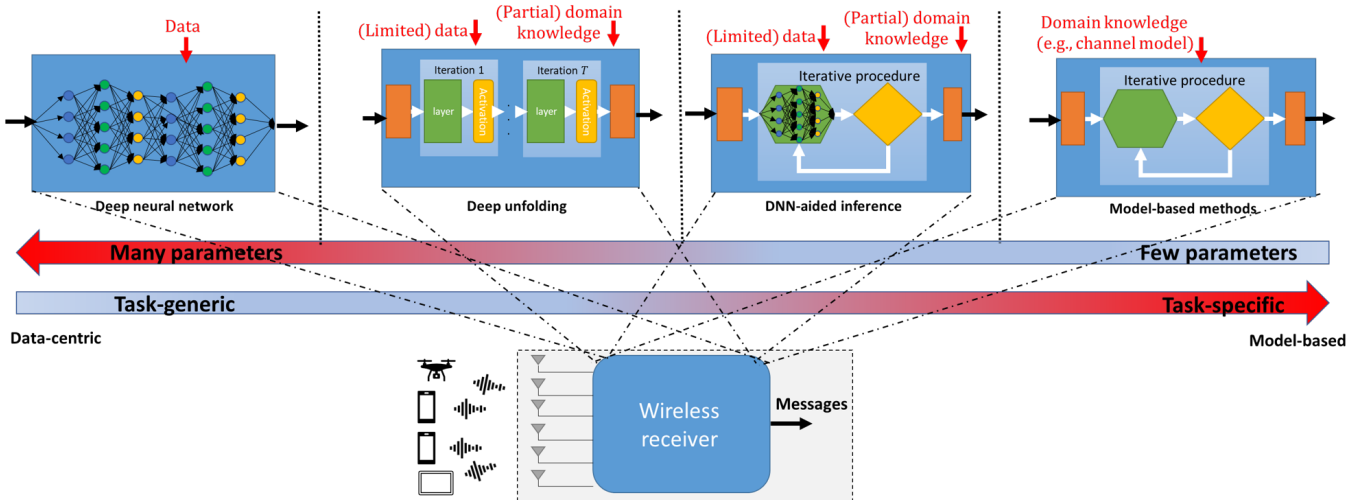 Data
(Limited) data
(Partial) domain
knowledge
(Limited) data
(Partial) domain
knowledge
Domain knowledge
(e.g., channel model)
Iteration 1
layer
Activation
. . .
Iteration T
layer
Activation
Iterative procedure
Iterative procedure
Deep neural network
Deep unfolding
DNN-aided inference
Model-based methods
Many parameters
Few parameters
Task-generic
Task-specific
Data-centric
Model-based
Wireless
receiver
Messages